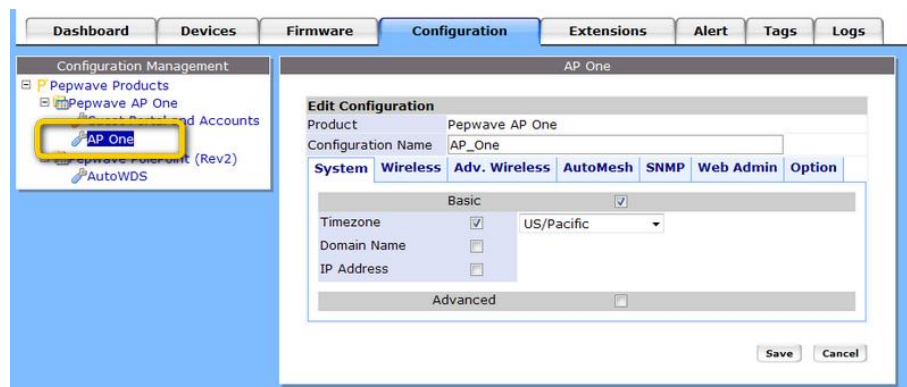 Dashboard Devices Firmware Configuration Extensions Alert Tags Logs
Configuration Management
Pepwave Products
Pepwave AP One
Guest Portal and Accounts
AP One
Pepwave PolePoint (Rev2)
AutoWDS
AP One
Edit Configuration
Product Pepwave AP One
Configuration Name AP_One
System Wireless Adv. Wireless AutoMesh SNMP Web Admin Option
Basic
Timezone US/Pacific
Domain Name
IP Address
Advanced
Save Cancel